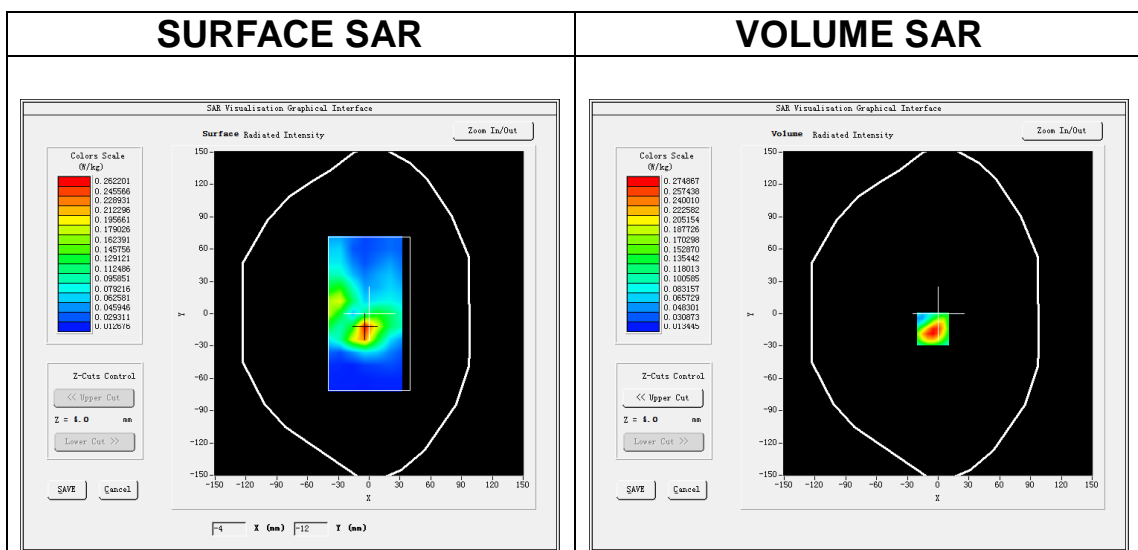 SURFACE SAR
VOLUME SAR
SAR Visualisation Graphical Interface
Surface Radiated Intensity
Zoom In/Out
Colors Scale
(W/kg)
0.262201
0.245566
0.228931
0.212296
0.195661
0.179026
0.162391
0.145756
0.129121
0.112486
0.095851
0.079216
0.062581
0.045946
0.029311
0.012676
Z-Cuts Control
<< Upper Cut
Z = 4.0 mm
Lower Cut >>
SAVE
Cancel
150
120
90
60
30
0
-30
-60
-90
-120
-150
Y
-150 -120 -90 -60 -30 0 30 60 90 120 150
X
-4 X (mm) -12 Y (mm)
SAR Visualisation Graphical Interface
Volume Radiated Intensity
Zoom In/Out
Colors Scale
(W/kg)
0.274867
0.257438
0.240010
0.222582
0.205154
0.187726
0.170298
0.152870
0.135442
0.118013
0.100585
0.083157
0.065729
0.048301
0.030873
0.013445
Z-Cuts Control
<< Upper Cut
Z = 4.0 mm
Lower Cut >>
SAVE
Cancel
150
120
90
60
30
0
-30
-60
-90
-120
-150
Y
-150 -120 -90 -60 -30 0 30 60 90 120 150
X